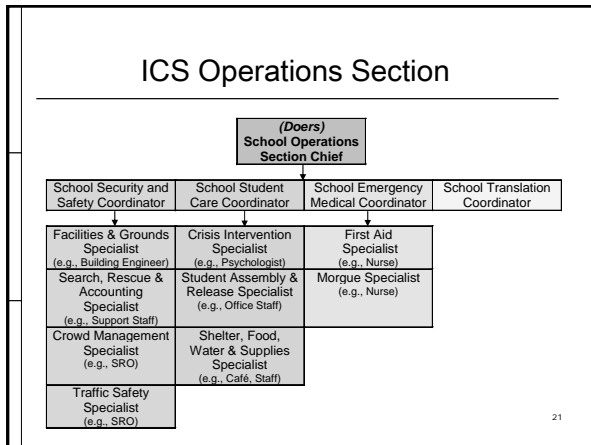 ICS Operations Section
(Doers)
School Operations
Section Chief
School Security and
Safety Coordinator
School Student
Care Coordinator
School Emergency
Medical Coordinator
School Translation
Coordinator
Facilities & Grounds
Specialist
(e.g., Building Engineer)
Search, Rescue &
Accounting
Specialist
(e.g., Support Staff)
Crowd Management
Specialist
(e.g., SRO)
Traffic Safety
Specialist
(e.g., SRO)
Crisis Intervention
Specialist
(e.g., Psychologist)
Student Assembly &
Release Specialist
(e.g., Office Staff)
Shelter, Food,
Water & Supplies
Specialist
(e.g., Café, Staff)
First Aid
Specialist
(e.g., Nurse)
Morgue Specialist
(e.g., Nurse)
21